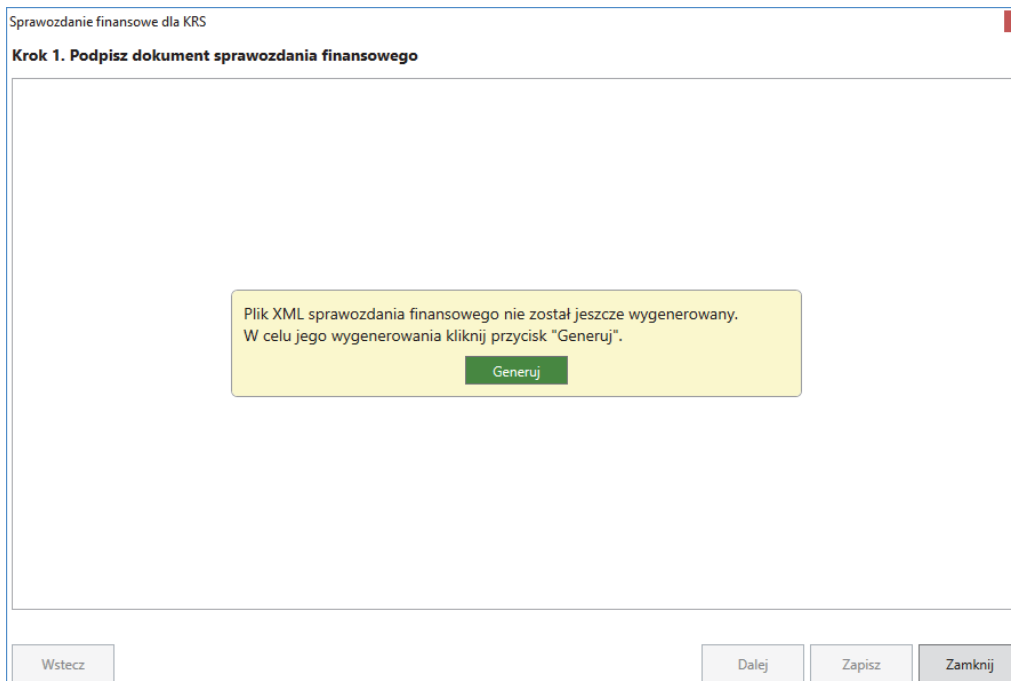 Sprawozdanie finansowe dla KRS
Krok 1. Podpisz dokument sprawozdania finansowego
Plik XML sprawozdania finansowego nie został jeszcze wygenerowany.
W celu jego wygenerowania kliknij przycisk "Generuj".
Generuj
Wstecz Dalej Zapisz Zamknij